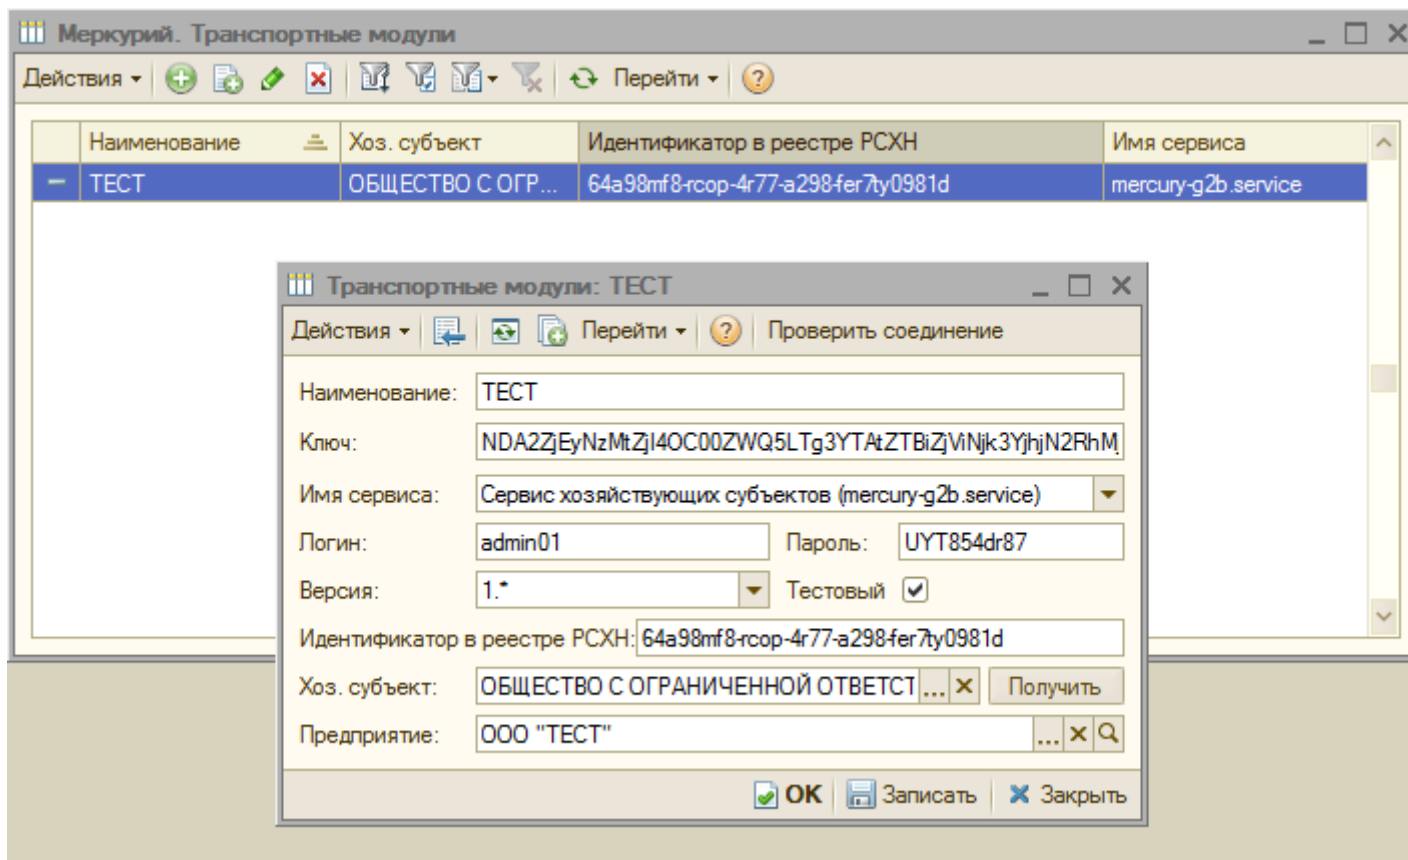 Меркурий. Транспортные модули
Действия Перейти
Наименование Хоз. субъект Идентификатор в реестре РСХН Имя сервиса
ТЕСТ ОБЩЕСТВО С ОГР... 64a98mf8-rcop-4r77-a298-fer7ty0981d mercury-g2b.service
Транспортные модули: ТЕСТ
Действия Перейти Проверить соединение
Наименование: ТЕСТ
Ключ: NDA2ZjEyNzMtZjI4OC00ZWQ5LTg3YTAtZTBiZjViNjk3YjhjN2RhM
Имя сервиса: Сервис хозяйствующих субъектов (mercury-g2b.service)
Логин: admin01 Пароль: UYT854dr87
Версия: 1.* Тестовый
Идентификатор в реестре РСХН: 64a98mf8-rcop-4r77-a298-fer7ty0981d
Хоз. субъект: ОБЩЕСТВО С ОГРАНИЧЕННОЙ ОТВЕТСТ ... Получить
Предприятие: ООО "ТЕСТ" ...
ОК Записать Закрыть